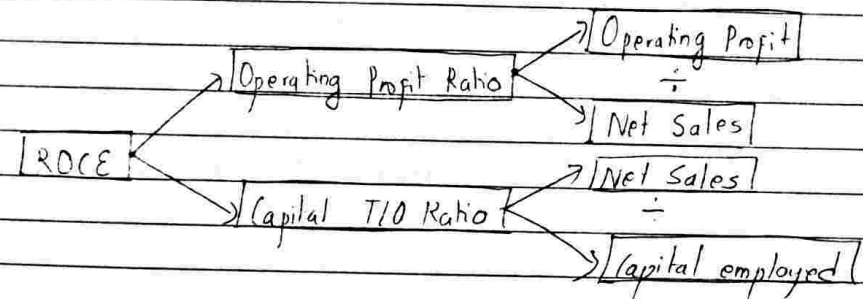 Operating Profit
Operating Profit Ratio
÷
Net Sales
ROCE
Net Sales
Capital T/O Ratio
÷
Capital employed